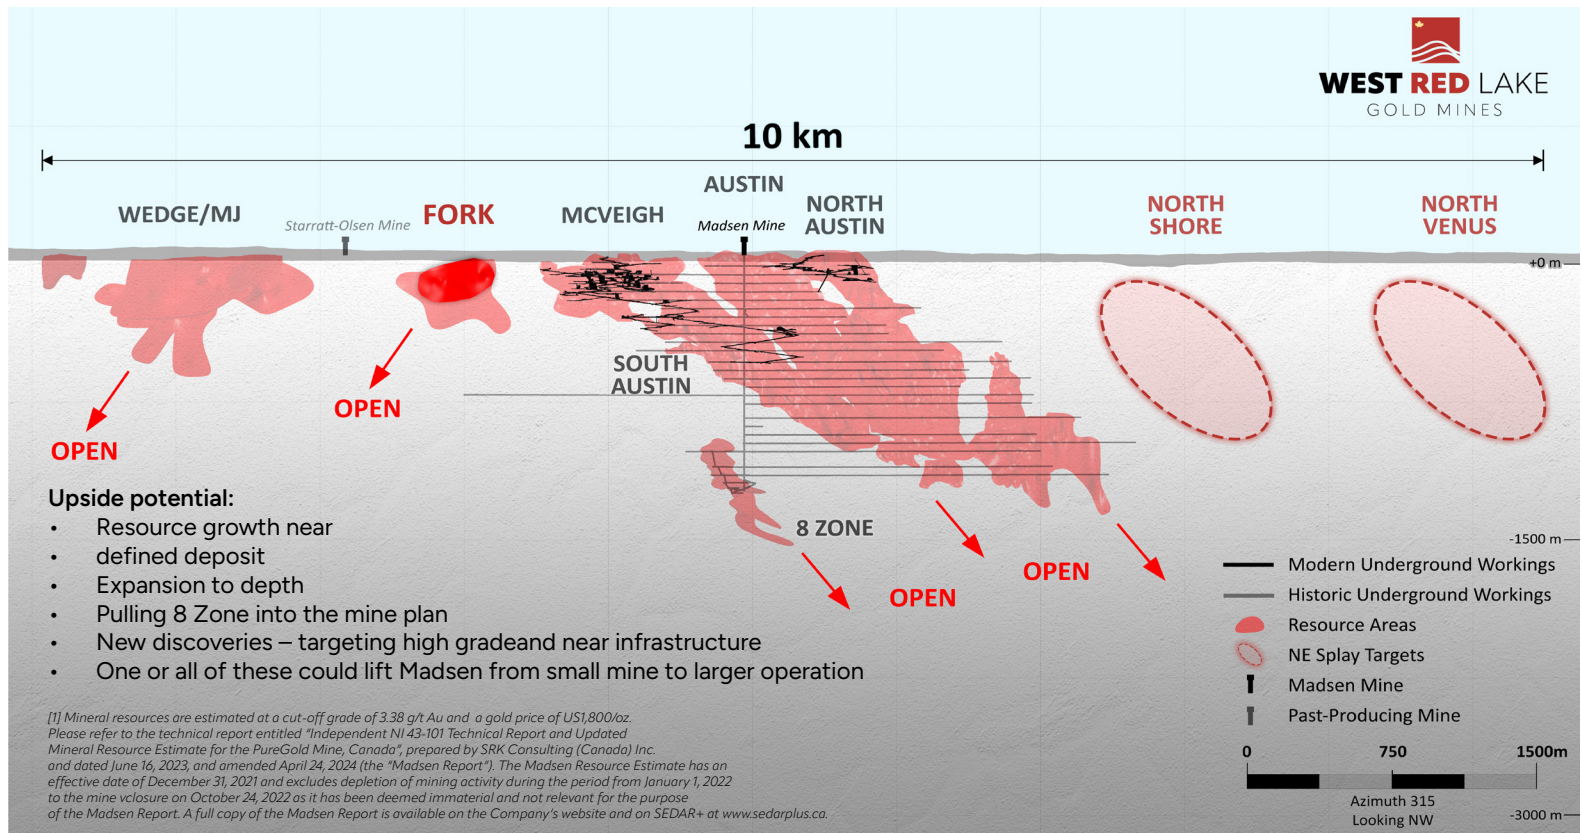 WEST RED LAKE
GOLD MINES
10 km
WEDGE/MJ
Starratt-Olsen Mine
FORK
MCVEIGH
AUSTIN
Madsen Mine
NORTH
AUSTIN
NORTH
SHORE
NORTH
VENUS
+0 m
SOUTH
AUSTIN
OPEN
OPEN
8 ZONE
OPEN
OPEN
-1500 m
Upside potential:
• Resource growth near
• defined deposit
• Expansion to depth
• Pulling 8 Zone into the mine plan
• New discoveries – targeting high gradeand near infrastructure
• One or all of these could lift Madsen from small mine to larger operation
Modern Underground Workings
Historic Underground Workings
Resource Areas
NE Splay Targets
Madsen Mine
Past-Producing Mine
0 750 1500m
Azimuth 315
Looking NW
-3000 m
[1] Mineral resources are estimated at a cut-off grade of 3.38 g/t Au and a gold price of US1,800/oz.
Please refer to the technical report entitled "Independent NI 43-101 Technical Report and Updated
Mineral Resource Estimate for the PureGold Mine, Canada", prepared by SRK Consulting (Canada) Inc.
and dated June 16, 2023, and amended April 24, 2024 (the "Madsen Report"). The Madsen Resource Estimate has an
effective date of December 31, 2021 and excludes depletion of mining activity during the period from January 1, 2022
to the mine vclosure on October 24, 2022 as it has been deemed immaterial and not relevant for the purpose
of the Madsen Report. A full copy of the Madsen Report is available on the Company's website and on SEDAR+ at www.sedarplus.ca.